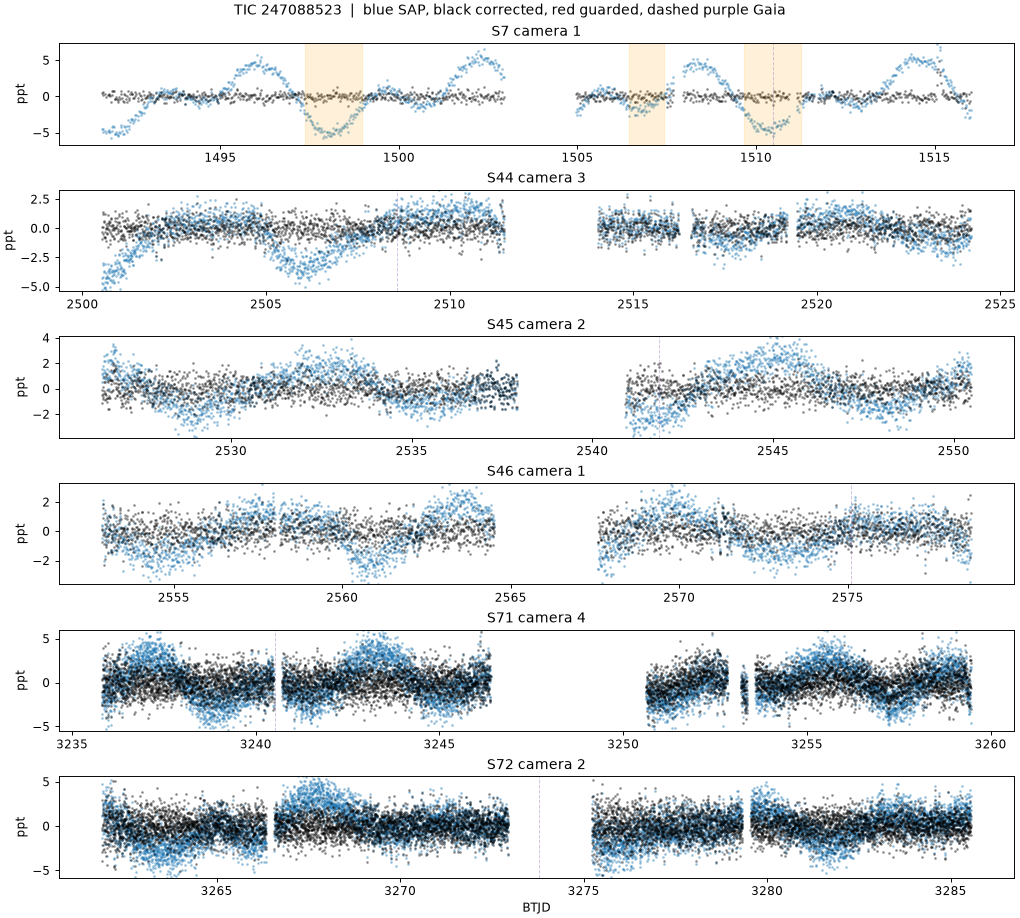 TIC 247088523 | blue SAP, black corrected, red guarded, dashed purple Gaia
S7 camera 1
ppt
5
0
−5
1495 1500 1505 1510 1515
S44 camera 3
ppt
2.5
0.0
−2.5
−5.0
2500 2505 2510 2515 2520 2525
S45 camera 2
ppt
4
2
0
−2
2530 2535 2540 2545 2550
S46 camera 1
ppt
2
0
−2
2555 2560 2565 2570 2575
S71 camera 4
ppt
5
0
−5
3235 3240 3245 3250 3255 3260
S72 camera 2
ppt
5
0
−5
3265 3270 3275 3280 3285
BTJD